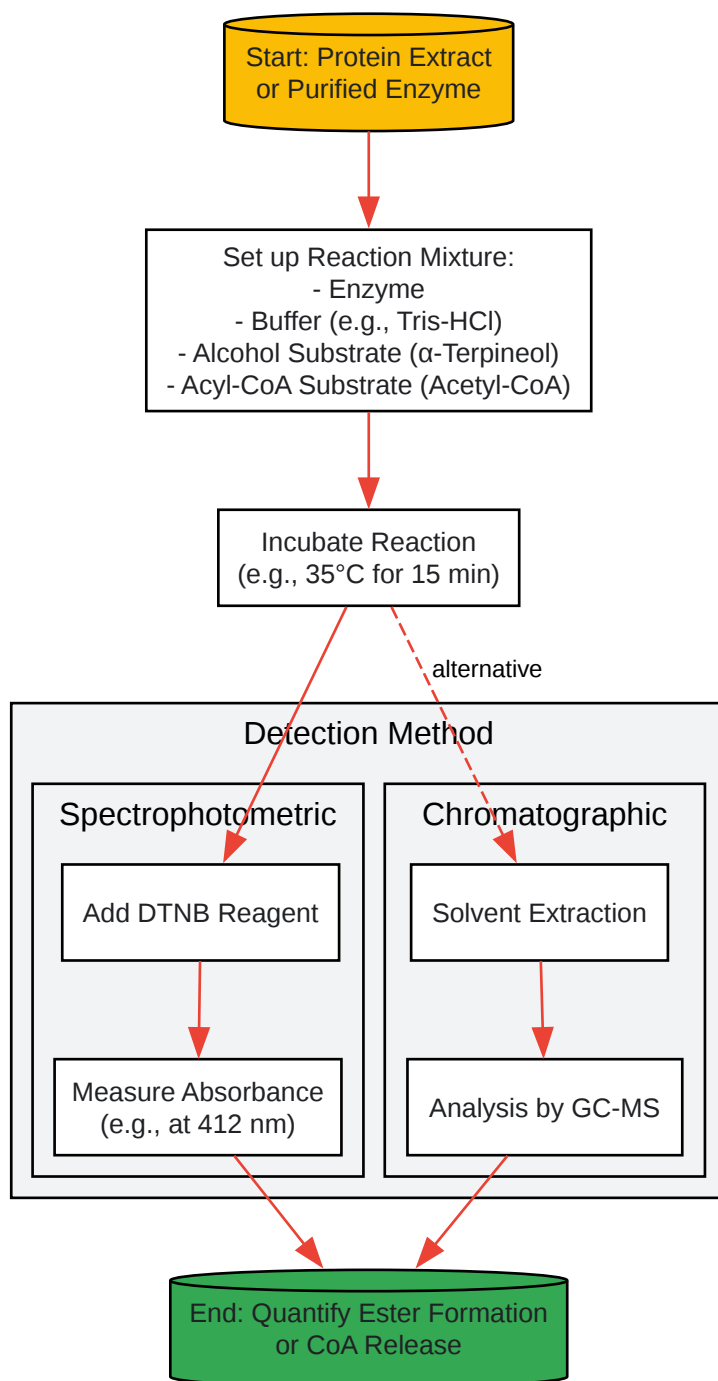 Start: Protein Extract
or Purified Enzyme
Set up Reaction Mixture:
- Enzyme
- Buffer (e.g., Tris-HCl)
- Alcohol Substrate (α-Terpineol)
- Acyl-CoA Substrate (Acetyl-CoA)
Incubate Reaction
(e.g., 35°C for 15 min)
alternative
Detection Method
Spectrophotometric
Add DTNB Reagent
Measure Absorbance
(e.g., at 412 nm)
Chromatographic
Solvent Extraction
Analysis by GC-MS
End: Quantify Ester Formation
or CoA Release